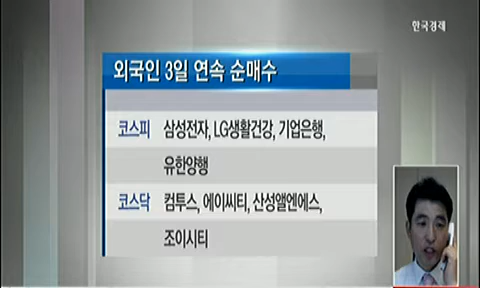 한국경제
외국인 3일 연속 순매수
코스피 삼성전자, LG생활건강, 기업은행,
유한양행
코스닥 컴투스, 에이씨티, 산성앨엔에스,
조이시티